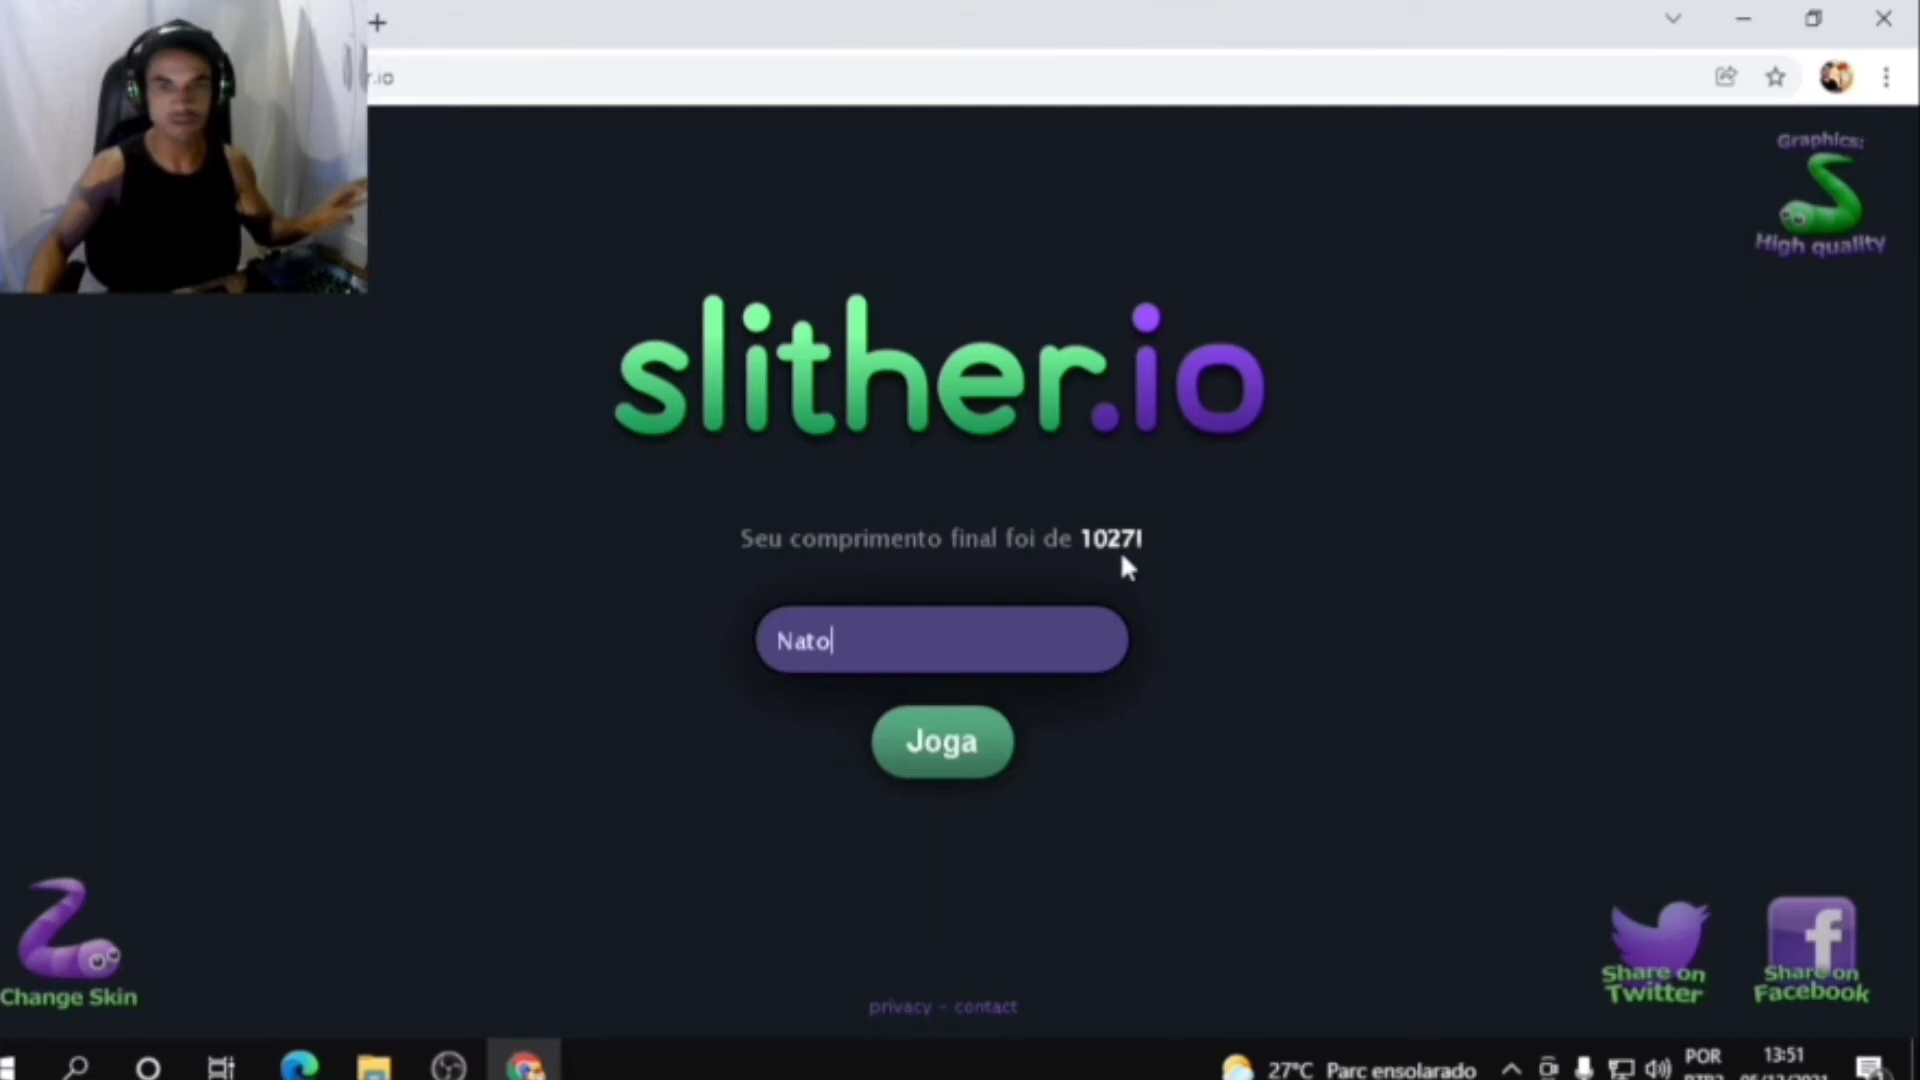 r.io
Graphics:
High quality
slither.io
Seu comprimento final foi de 1027!
Nato
Joga
Change Skin
Share on
Twitter
Share on
Facebook
privacy - contact
27°C Parc ensolarado
POR
13:51